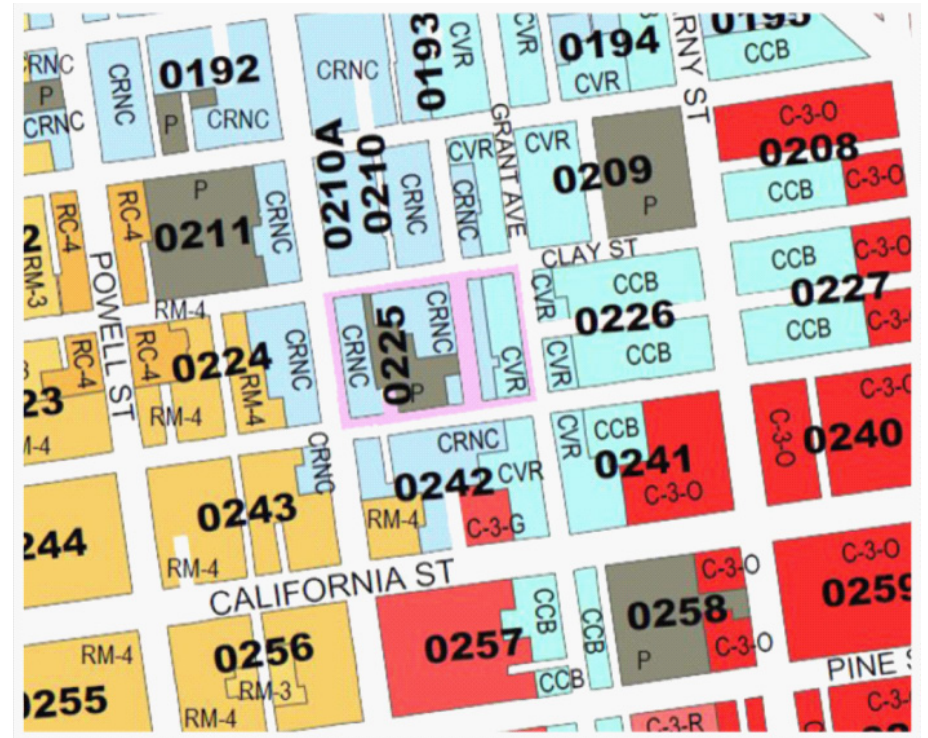 CRNC
P
CRNC
CRNC
0192
P
CRNC
CRNC
0193
CVR
CVR
0194
CVR
RNY ST
0195
CCB
C-3-O
0208
CCB
C-3-O
RC-4
RM-3
RC-4
P
0211
CRNC
0210A
0210
CRNC
CVR
CRNC
GRANT AVE
CVR
0209
P
CLAY ST
POWELL ST
RM-4
CCB
CVR
0226
CCB
CVR
CCB
C-3-O
0227
CCB
C-3-
RC-4
RC-4
0224
RM-4
RM-4
CRNC
CRNC
0225
CRNC
P
CVR
23
-4
0243
CRNC
RM-4
CRNC
0242
CVR
RM-4
C-3-G
CVR
CCB
0241
C-3-O
C-3-O
C-3-
0240
244
CALIFORNIA ST
RM-4
0255
0256
RM-3
RM-4
0257
CCB
CCB
CCB
0258
P
C-3-O
C-3-O
C-3-O
0259
PINE S
C-3-R
C-3-